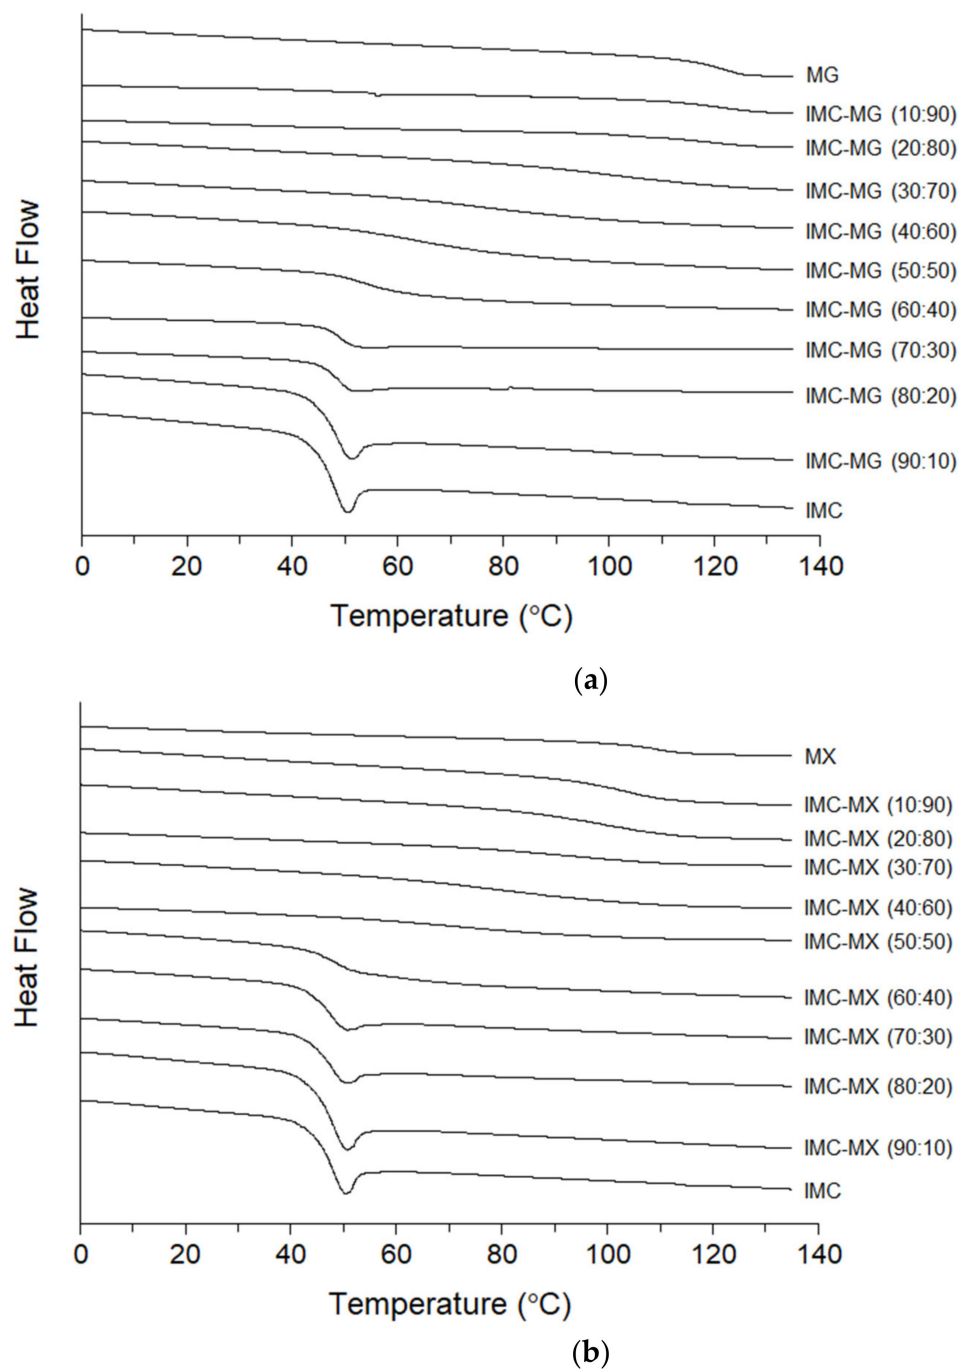 MG
IMC-MG (10:90)
IMC-MG (20:80)
IMC-MG (30:70)
IMC-MG (40:60)
IMC-MG (50:50)
IMC-MG (60:40)
IMC-MG (70:30)
IMC-MG (80:20)
IMC-MG (90:10)
IMC
Heat Flow
0 20 40 60 80 100 120 140
Temperature (°C)
(a)
MX
IMC-MX (10:90)
IMC-MX (20:80)
IMC-MX (30:70)
IMC-MX (40:60)
IMC-MX (50:50)
IMC-MX (60:40)
IMC-MX (70:30)
IMC-MX (80:20)
IMC-MX (90:10)
IMC
Heat Flow
0 20 40 60 80 100 120 140
Temperature (°C)
(b)